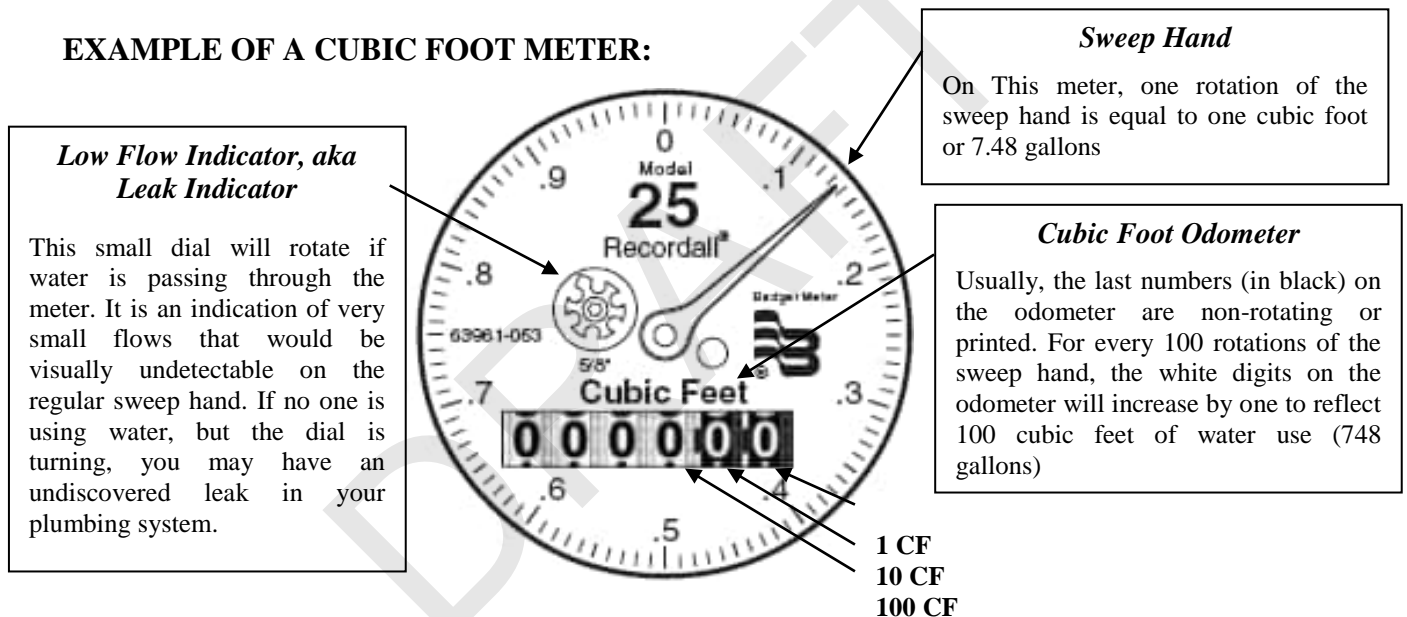 EXAMPLE OF A CUBIC FOOT METER:
Sweep Hand
On This meter, one rotation of the
sweep hand is equal to one cubic foot
or 7.48 gallons
Low Flow Indicator, aka
Leak Indicator
This small dial will rotate if
water is passing through the
meter. It is an indication of very
small flows that would be
visually undetectable on the
regular sweep hand. If no one is
using water, but the dial is
turning, you may have an
undiscovered leak in your
plumbing system.
Cubic Foot Odometer
Usually, the last numbers (in black) on
the odometer are non-rotating or
printed. For every 100 rotations of the
sweep hand, the white digits on the
odometer will increase by one to reflect
100 cubic feet of water use (748
gallons)
0
.1
.2
.3
.4
.5
.6
.7
.8
.9
Model
25
Recordall®
Badger Meter
®
63961-053
5/8"
Cubic Feet
0 0 0 0 0 0
1 CF
10 CF
100 CF
DRAFT